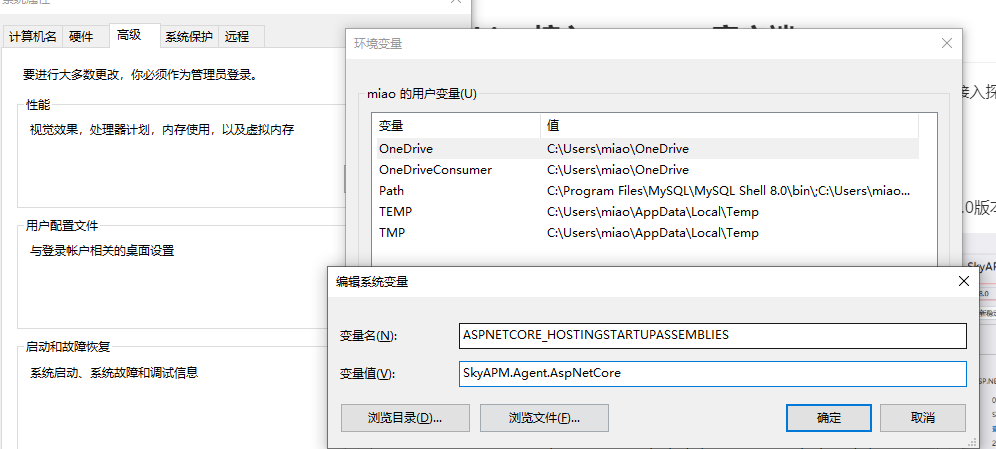 计算机名 硬件 高级 系统保护 远程
要进行大多数更改，你必须作为管理员登录。
性能
视觉效果，处理器计划，内存使用，以及虚拟内存
用户配置文件
与登录帐户相关的桌面设置
启动和故障恢复
系统启动、系统故障和调试信息
环境变量
miao 的用户变量(U)
变量 值
OneDrive C:\Users\miao\OneDrive
OneDriveConsumer C:\Users\miao\OneDrive
Path C:\Program Files\MySQL\MySQL Shell 8.0\bin\;C:\Users\miao...
TEMP C:\Users\miao\AppData\Local\Temp
TMP C:\Users\miao\AppData\Local\Temp
编辑系统变量
变量名(N): ASPNETCORE_HOSTINGSTARTUPASSEMBLIES
变量值(V): SkyAPM.Agent.AspNetCore
浏览目录(D)... 浏览文件(F)... 确定 取消
接入探
.0版本
SkyAP